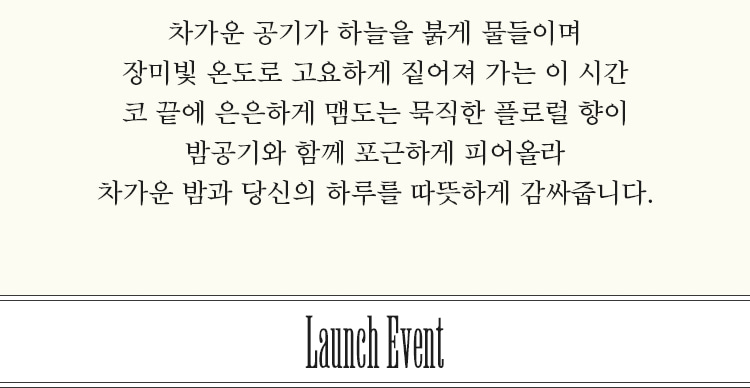 차가운 공기가 하늘을 붉게 물들이며
장미빛 온도로 고요하게 짙어져 가는 이 시간
코 끝에 은은하게 맴도는 묵직한 플로럴 향이
밤공기와 함께 포근하게 피어올라
차가운 밤과 당신의 하루를 따뜻하게 감싸줍니다.
Launch Event